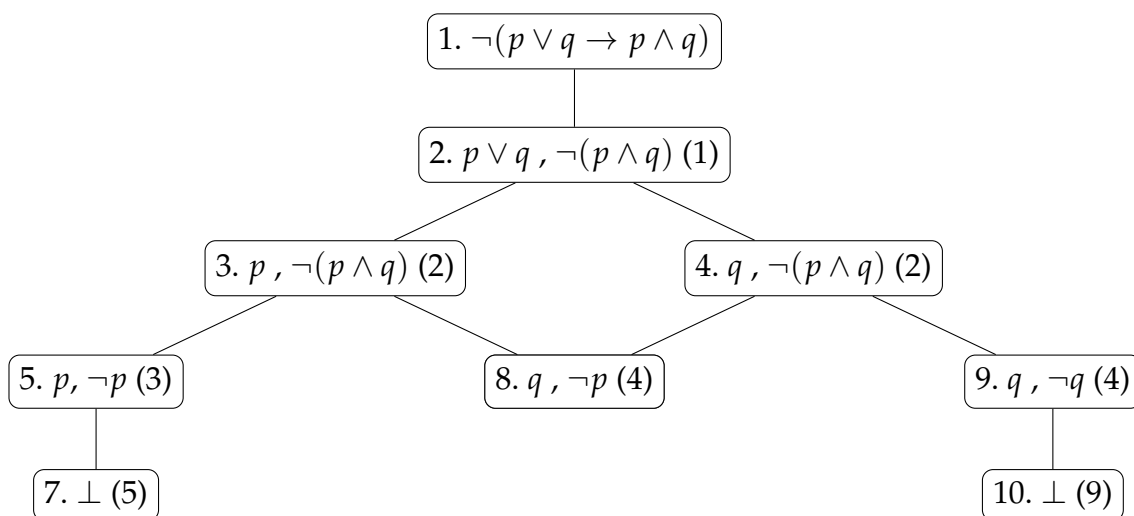 1. ¬(p ∨ q → p ∧ q)
2. p ∨ q , ¬(p ∧ q) (1)
3. p , ¬(p ∧ q) (2)
4. q , ¬(p ∧ q) (2)
5. p, ¬p (3)
8. q , ¬p (4)
9. q , ¬q (4)
7. ⊥ (5)
10. ⊥ (9)